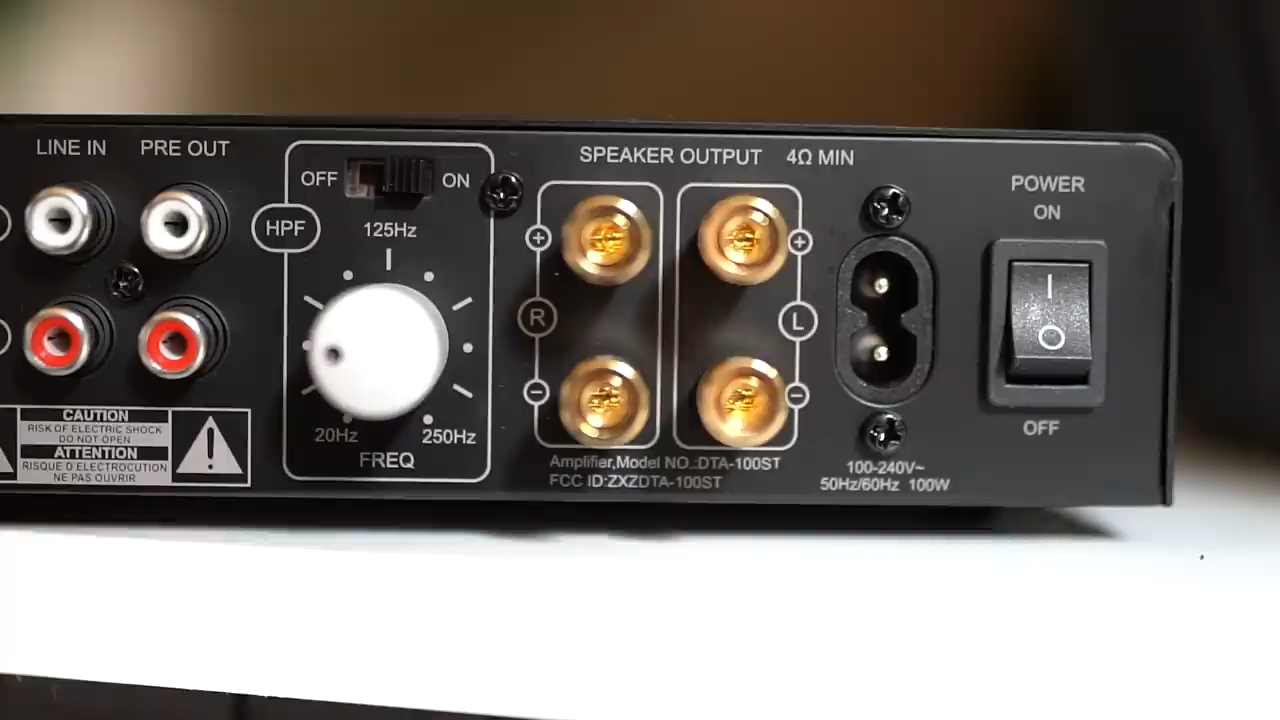 LINE IN PRE OUT
OFF ON
HPF
125Hz
20Hz 250Hz
FREQ
CAUTION
RISK OF ELECTRIC SHOCK
DO NOT OPEN
ATTENTION
RISQUE D ELECTROCUTION
NE PAS OUVRIR
SPEAKER OUTPUT 4Ω MIN
+ +
R L
− −
Amplifier,Model NO.:DTA-100ST
FCC ID:ZXZDTA-100ST
100-240V~
50Hz/60Hz 100W
POWER
ON
I
O
OFF